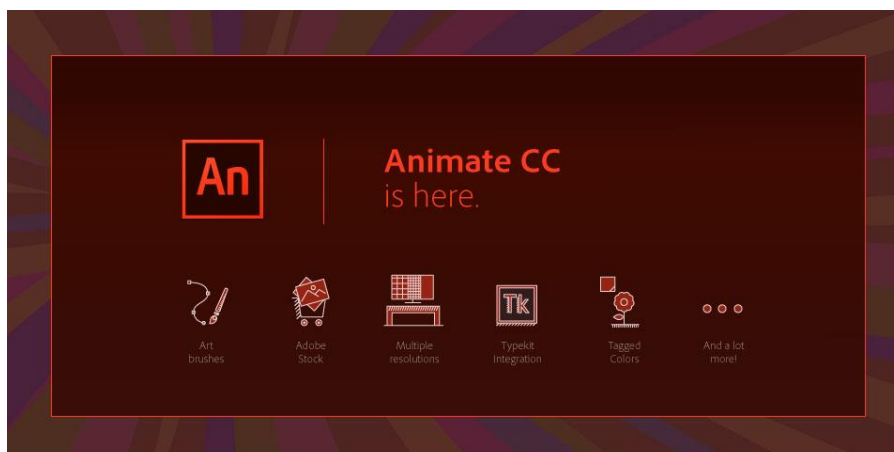 An
Animate CC
is here.
Tk
Art
brushes
Adobe
Stock
Multiple
resolutions
Typekit
Integration
Tagged
Colors
And a lot
more!